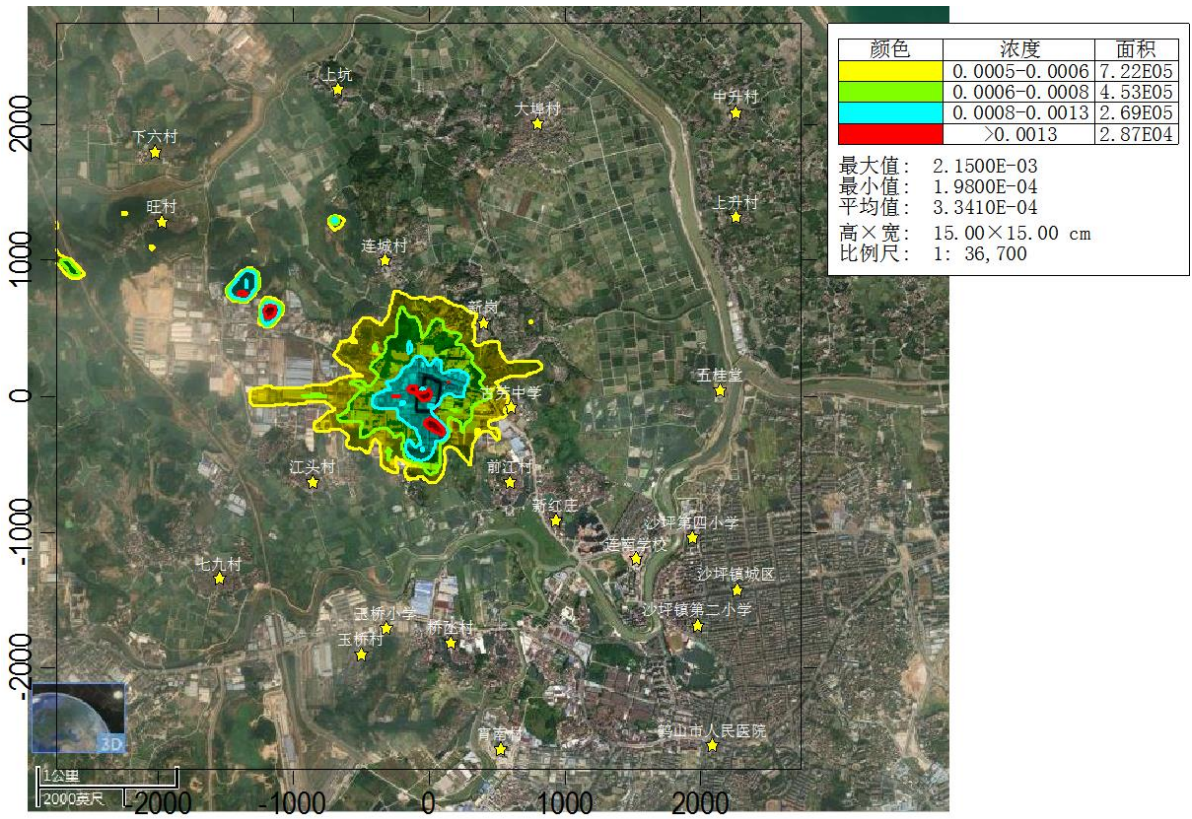 颜色 浓度 面积
0.0005-0.0006 7.22E05
0.0006-0.0008 4.53E05
0.0008-0.0013 2.69E05
>0.0013 2.87E04
最大值: 2.1500E-03
最小值: 1.9800E-04
平均值: 3.3410E-04
高×宽: 15.00×15.00 cm
比例尺: 1: 36,700
上坑
大埠村
中升村
2000
下六村
旺村
上升村
连城村
1000
新岗
五桂堂
0
中学
江头村
前江村
新红庄
沙坪第四小学
-1000
莲南学校
七九村
沙坪镇城区
玉桥小学
沙坪镇第二小学
玉桥村
-2000
宵南村
鹤山市人民医院
3D
1公里
2000英尺
-2000 -1000 0 1000 2000